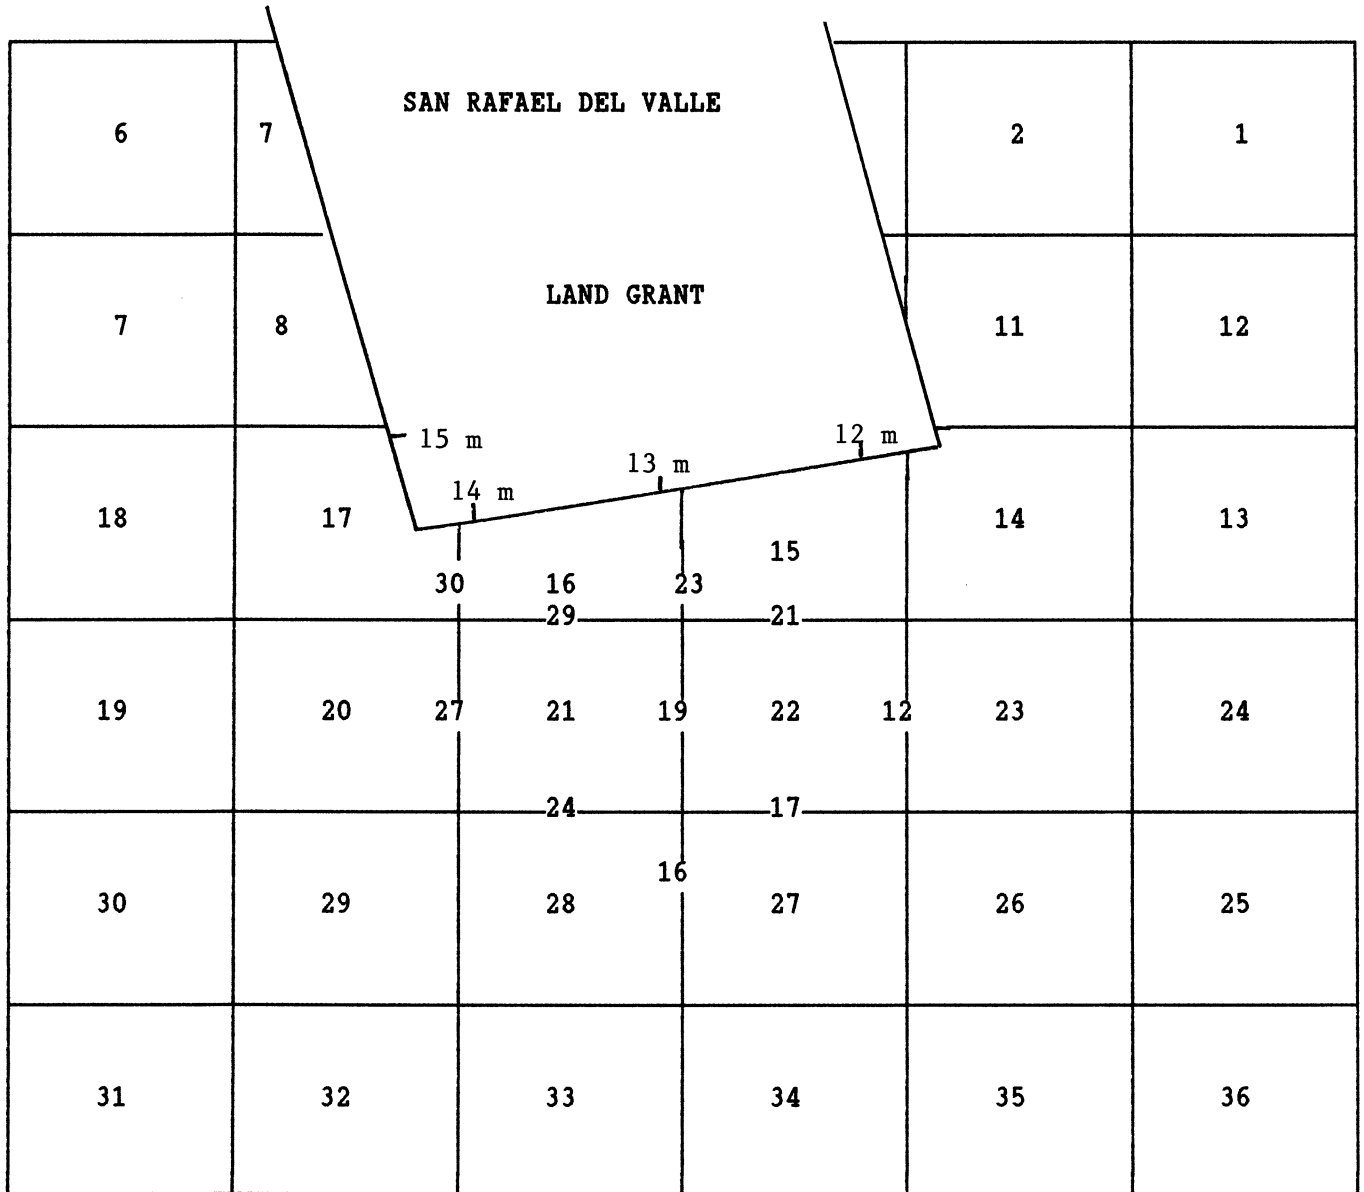 SAN RAFAEL DEL VALLE
6 7 2 1
LAND GRANT
7 8 11 12
12 m
15 m
13 m
14 m
18 17 14 13
15
30 16 23
29 21
19 20 27 21 19 22 12 23 24
24 17
16
30 29 28 27 26 25
31 32 33 34 35 36